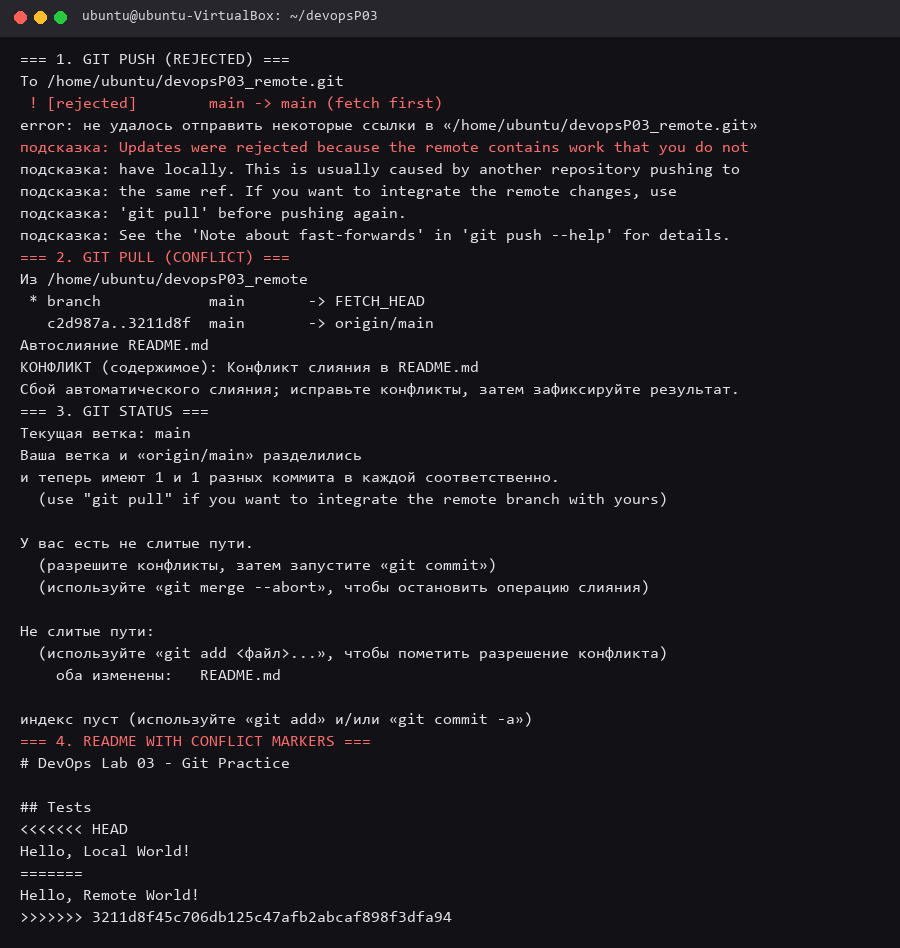 ubuntu@ubuntu-VirtualBox: ~/devopsP03
=== 1. GIT PUSH (REJECTED) ===
To /home/ubuntu/devopsP03_remote.git
 ! [rejected]        main -> main (fetch first)
error: не удалось отправить некоторые ссылки в «/home/ubuntu/devopsP03_remote.git»
подсказка: Updates were rejected because the remote contains work that you do not
подсказка: have locally. This is usually caused by another repository pushing to
подсказка: the same ref. If you want to integrate the remote changes, use
подсказка: 'git pull' before pushing again.
подсказка: See the 'Note about fast-forwards' in 'git push --help' for details.
=== 2. GIT PULL (CONFLICT) ===
Из /home/ubuntu/devopsP03_remote
 * branch            main       -> FETCH_HEAD
   c2d987a..3211d8f  main       -> origin/main
Автослияние README.md
КОНФЛИКТ (содержимое): Конфликт слияния в README.md
Сбой автоматического слияния; исправьте конфликты, затем зафиксируйте результат.
=== 3. GIT STATUS ===
Текущая ветка: main
Ваша ветка и «origin/main» разделились
и теперь имеют 1 и 1 разных коммита в каждой соответственно.
  (use "git pull" if you want to integrate the remote branch with yours)

У вас есть не слитые пути.
  (разрешите конфликты, затем запустите «git commit»)
  (используйте «git merge --abort», чтобы остановить операцию слияния)

Не слитые пути:
  (используйте «git add <файл>...», чтобы пометить разрешение конфликта)
    оба изменены:   README.md

индекс пуст (используйте «git add» и/или «git commit -a»)
=== 4. README WITH CONFLICT MARKERS ===
# DevOps Lab 03 - Git Practice

## Tests
<<<<<<< HEAD
Hello, Local World!
=======
Hello, Remote World!
>>>>>>> 3211d8f45c706db125c47afb2abcaf898f3dfa94